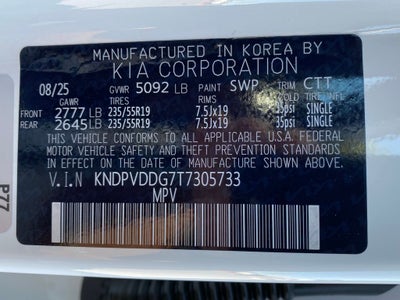 MANUFACTURED IN KOREA BY
KIA CORPORATION
08/25 GVWR 5092 LB PAINT SWP TRIM CTT
GAWR TIRES RIMS COLD TIRE INFL
FRONT 2777 LB 235/55R19 7.5Jx19 35psi SINGLE
REAR 2645 LB 235/55R19 7.5Jx19 35psi SINGLE
THIS VEHICLE CONFORMS TO ALL APPLICABLE U.S.A. FEDERAL
MOTOR VEHICLE SAFETY AND THEFT PREVENTION STANDARDS
IN EFFECT ON THE DATE OF MANUFACTURE SHOWN ABOVE.
V.I.N KNDPVDDG7T7305733
MPV
P77